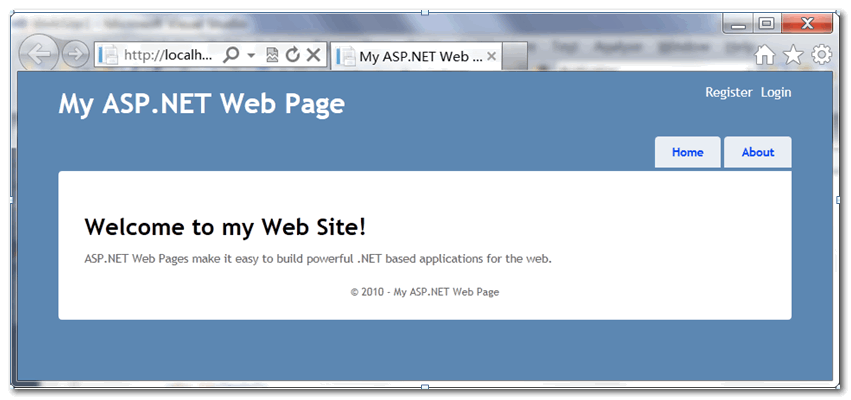 http://localh...
My ASP.NET Web ...
My ASP.NET Web Page
Register Login
Home About
Welcome to my Web Site!
ASP.NET Web Pages make it easy to build powerful .NET based applications for the web.
© 2010 - My ASP.NET Web Page